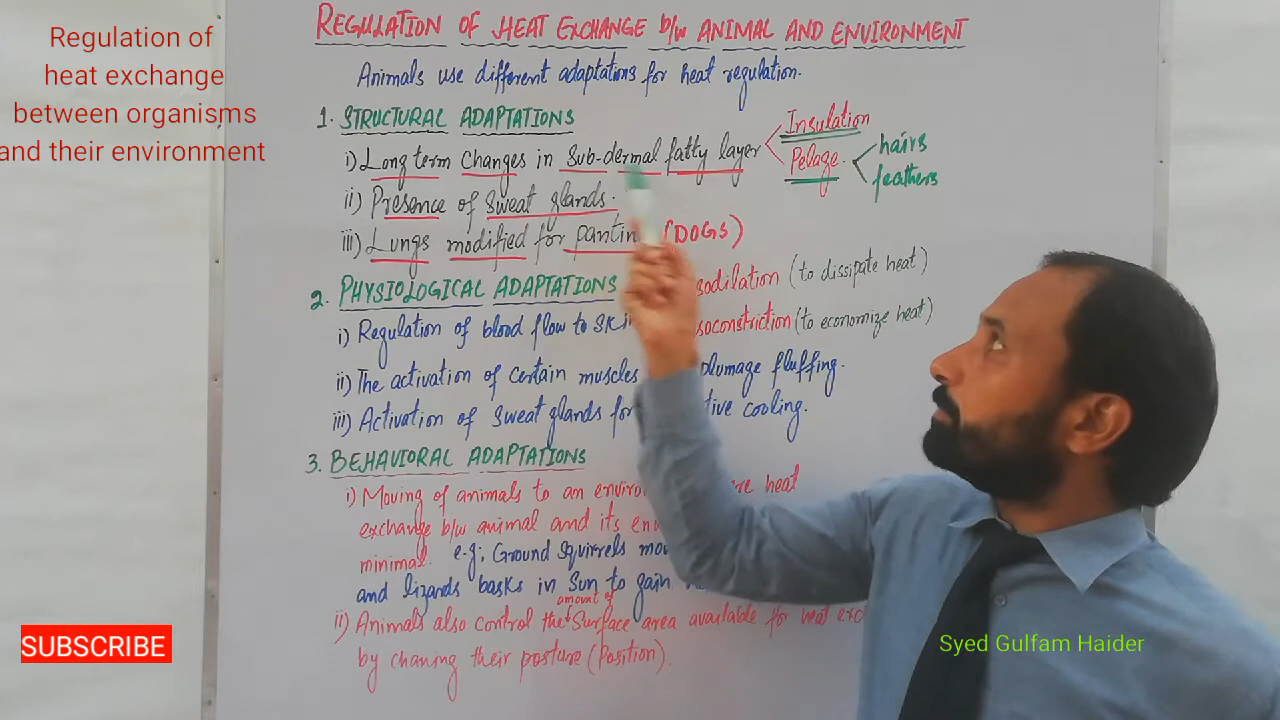 Regulation of
heat exchange
between organisms
and their environment
REGULATION OF HEAT EXCHANGE b/w ANIMAL AND ENVIRONMENT
Animals use different adaptations for heat regulation.
1. STRUCTURAL ADAPTATIONS
i) Long term changes in Sub-dermal fatty layer
Insulation
Pelage.
hairs
feathers
ii) Presence of Sweat glands.
iii) Lungs modified for pantin (DOGS)
2. PHYSIOLOGICAL ADAPTATIONS
i) Regulation of blood flow to Ski
sodilation (to dissipate heat)
soconstriction (to economize heat)
ii) The activation of certain muscles plumage fluffing.
iii) Activation of Sweat glands for tive cooling.
3. BEHAVIORAL ADAPTATIONS
i) Moving of animals to an enviro re heat
exchange b/w animal and its en
minimal. e.g; Ground Squirrels mov
and lizards basks in Sun to gain
ii) Animals also control the amount of Surface area available for heat exc
by chaning their posture (Position).
SUBSCRIBE
Syed Gulfam Haider